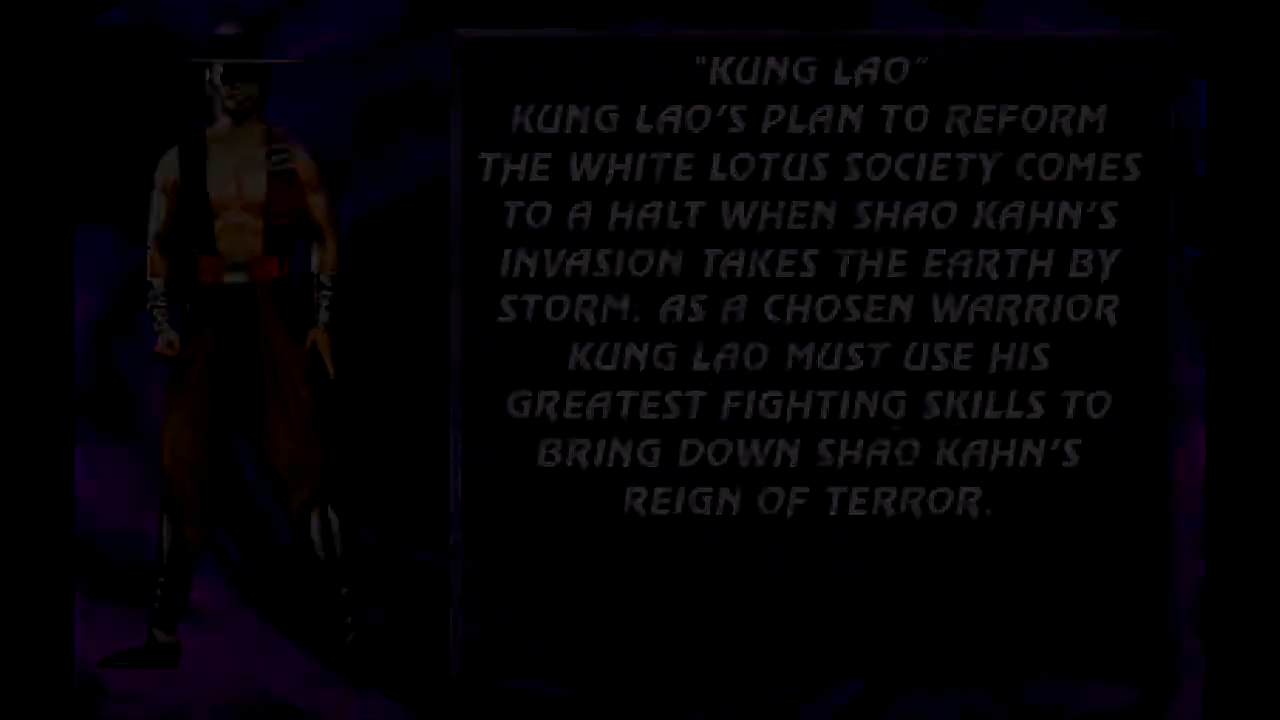 "KUNG LAO"
KUNG LAO'S PLAN TO REFORM
THE WHITE LOTUS SOCIETY COMES
TO A HALT WHEN SHAO KAHN'S
INVASION TAKES THE EARTH BY
STORM. AS A CHOSEN WARRIOR
KUNG LAO MUST USE HIS
GREATEST FIGHTING SKILLS TO
BRING DOWN SHAO KAHN'S
REIGN OF TERROR.